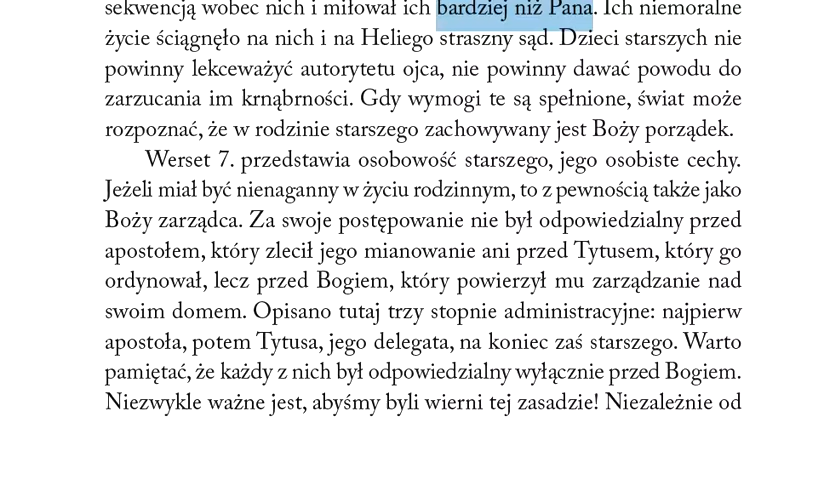 sekwencją wobec nich i miłował ich bardziej niż Pana. Ich niemoralne
życie ściągnęło na nich i na Heliego straszny sąd. Dzieci starszych nie
powinny lekceważyć autorytetu ojca, nie powinny dawać powodu do
zarzucania im krnąbrności. Gdy wymogi te są spełnione, świat może
rozpoznać, że w rodzinie starszego zachowywany jest Boży porządek.
Werset 7. przedstawia osobowość starszego, jego osobiste cechy.
Jeżeli miał być nienaganny w życiu rodzinnym, to z pewnością także jako
Boży zarządca. Za swoje postępowanie nie był odpowiedzialny przed
apostołem, który zlecił jego mianowanie ani przed Tytusem, który go
ordynował, lecz przed Bogiem, który powierzył mu zarządzanie nad
swoim domem. Opisano tutaj trzy stopnie administracyjne: najpierw
apostoła, potem Tytusa, jego delegata, na koniec zaś starszego. Warto
pamiętać, że każdy z nich był odpowiedzialny wyłącznie przed Bogiem.
Niezwykle ważne jest, abyśmy byli wierni tej zasadzie! Niezależnie od